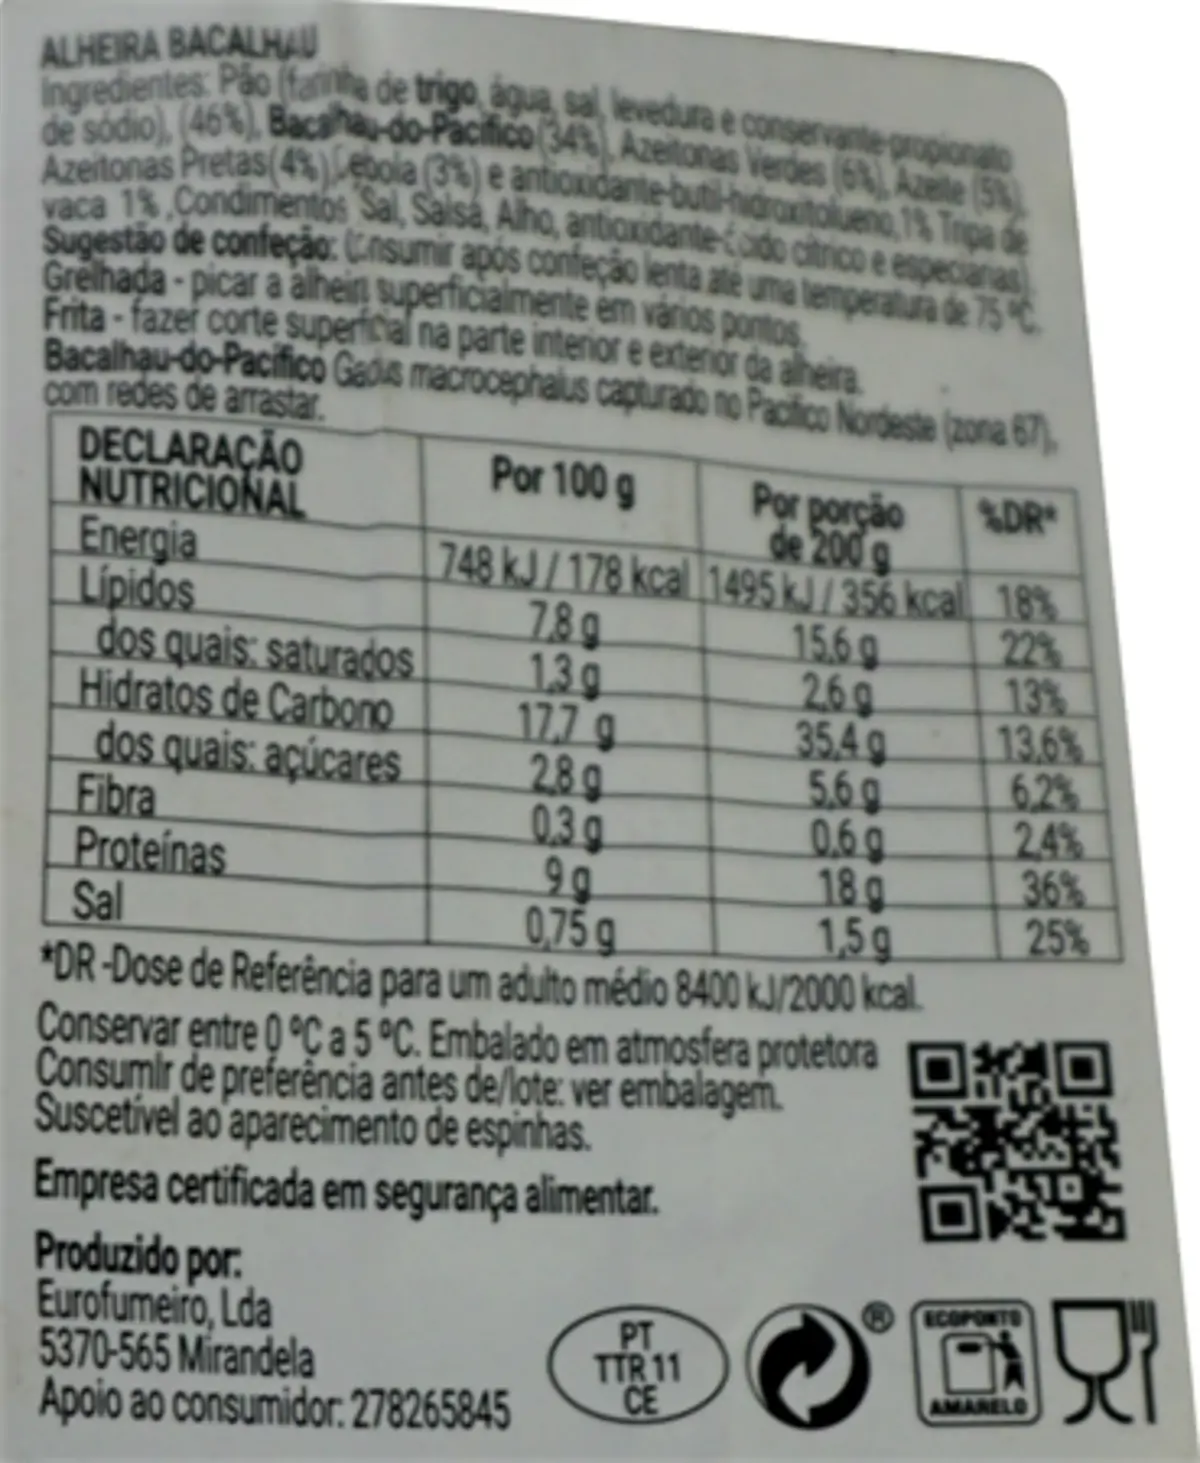 ALHEIRA BACALHAU
Ingredientes: Pão (farinha de trigo, água, sal, levedura e conservante-propionato
de sódio), (46%), Bacalhau-do-Pacífico (34%), Azeitonas Verdes (6%), Azeite (5%),
Azeitonas Pretas(4%),Cebola (3%) e antioxidante-butil-hidroxitolueno, 1% Tripa de
vaca 1% ,Condimentos Sal, Salsa, Alho, antioxidante-ácido cítrico e especiarias).
Sugestão de confeção: Consumir após confeção lenta até uma temperatura de 75 °C.
Grelhada - picar a alheira superficialmente em vários pontos.
Frita - fazer corte superficial na parte interior e exterior da alheira.
Bacalhau-do-Pacífico Gadus macrocephalus capturado no Pacífico Nordeste (zona 67),
com redes de arrastar.
DECLARAÇÃO NUTRICIONAL Por 100 g Por porção de 200 g %DR*
Energia 748 kJ / 178 kcal 1495 kJ / 356 kcal 18%
Lípidos 7,8 g 15,6 g 22%
dos quais: saturados 1,3 g 2,6 g 13%
Hidratos de Carbono 17,7 g 35,4 g 13,6%
dos quais: açúcares 2,8 g 5,6 g 6,2%
Fibra 0,3 g 0,6 g 2,4%
Proteínas 9 g 18 g 36%
Sal 0,75 g 1,5 g 25%
*DR -Dose de Referência para um adulto médio 8400 kJ/2000 kcal.
Conservar entre 0 °C a 5 °C. Embalado em atmosfera protetora
Consumir de preferência antes de/lote: ver embalagem.
Suscetível ao aparecimento de espinhas.
Empresa certificada em segurança alimentar.
Produzido por:
Eurofumeiro, Lda
5370-565 Mirandela
Apoio ao consumidor: 278265845
PT
TTR 11
CE
®
ECOPONTO
AMARELO